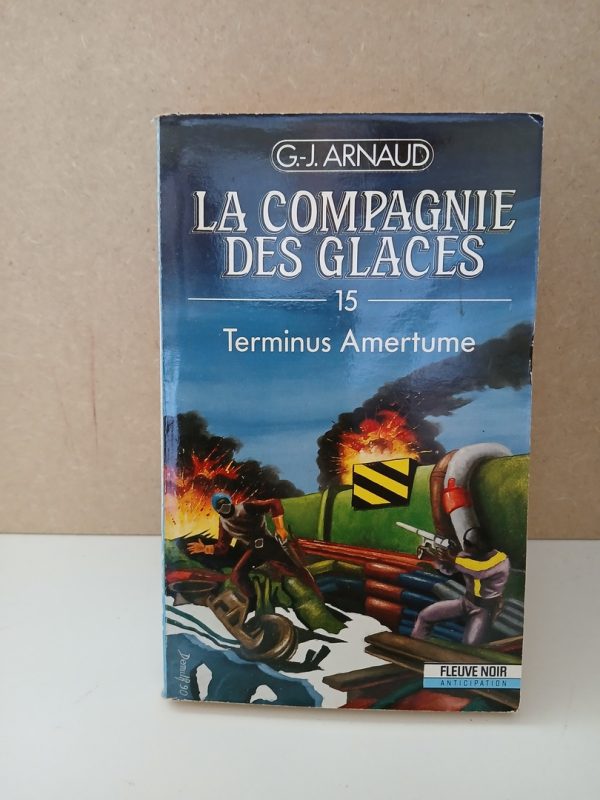 G.-J. ARNAUD
LA COMPAGNIE
DES GLACES
15
Terminus Amertume
FLEUVE NOIR
ANTICIPATION